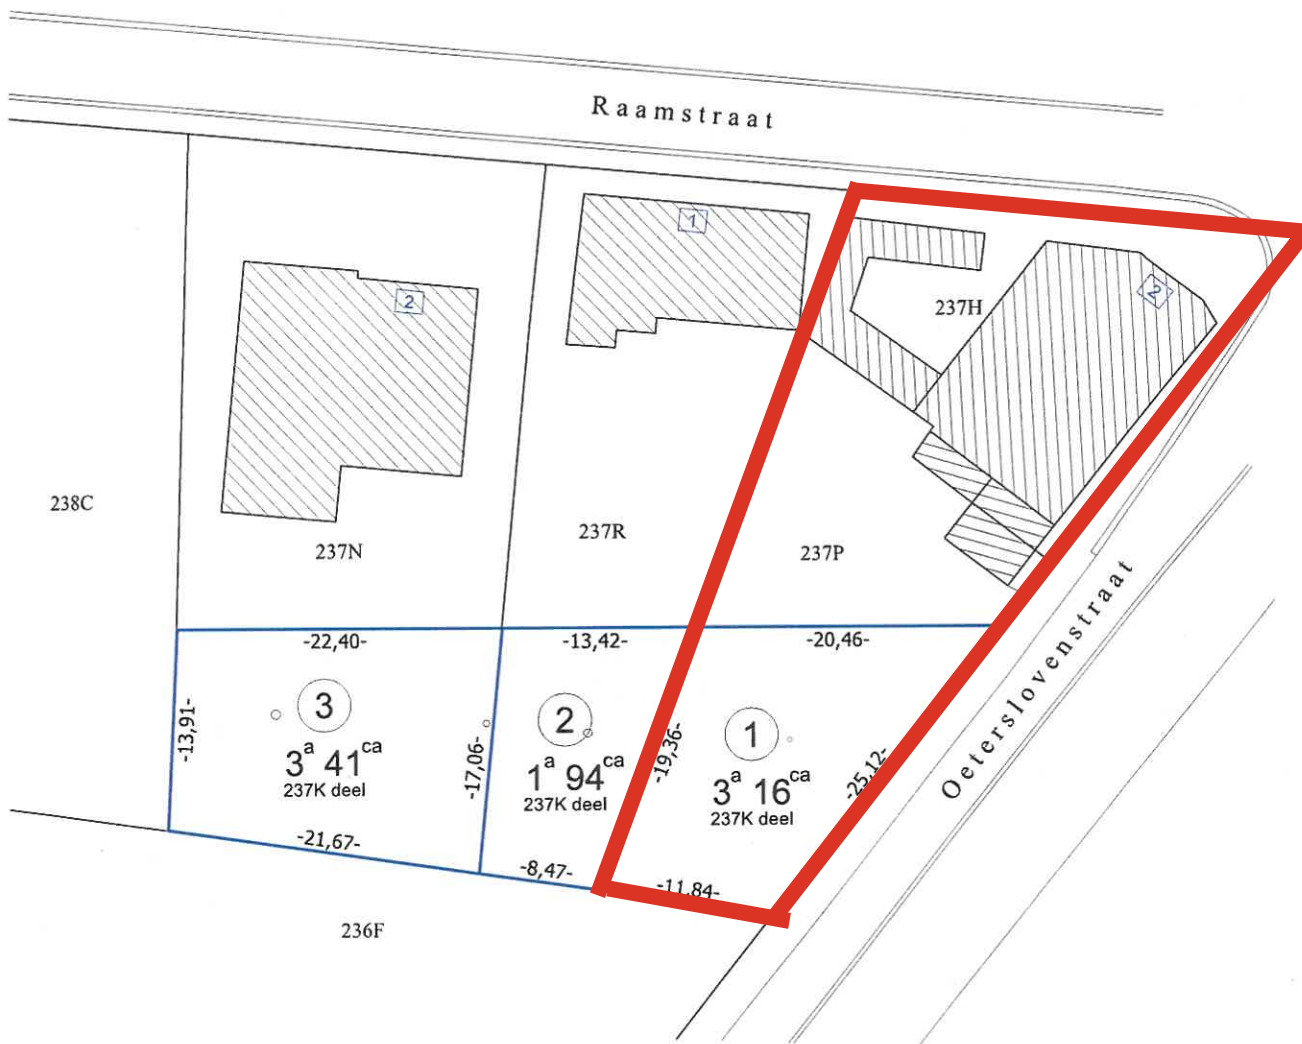 Raamstraat
1
2
2
237H
238C
237N
237R
237P
-22,40-
-13,42-
-20,46-
-13,91-
3
3a 41ca
237K deel
-17,06-
2
1a 94ca
237K deel
-19,36-
1
3a 16ca
237K deel
-25,12-
Oeterslovenstraat
-21,67-
-8,47-
-11,84-
236F